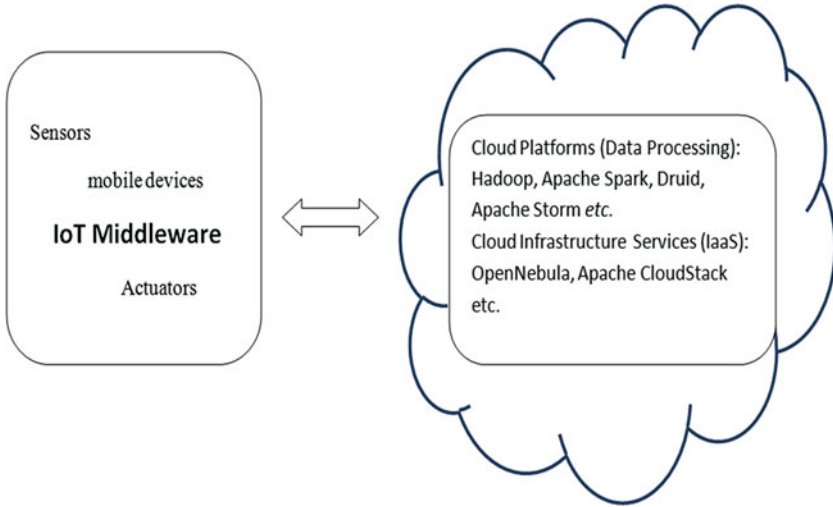 Sensors
mobile devices
IoT Middleware
Actuators
Cloud Platforms (Data Processing):
Hadoop, Apache Spark, Druid,
Apache Storm etc.
Cloud Infrastructure Services (IaaS):
OpenNebula, Apache CloudStack
etc.